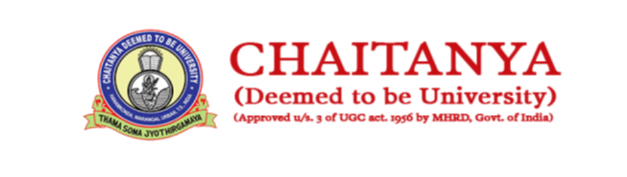 CHAITANYA DEEMED TO BE UNIVERSITY
THAMA SOMA JYOTHIRGAMAYA
CHAITANYA
(Deemed to be University)
(Approved u/s. 3 of UGC act. 1956 by MHRD, Govt. of India)